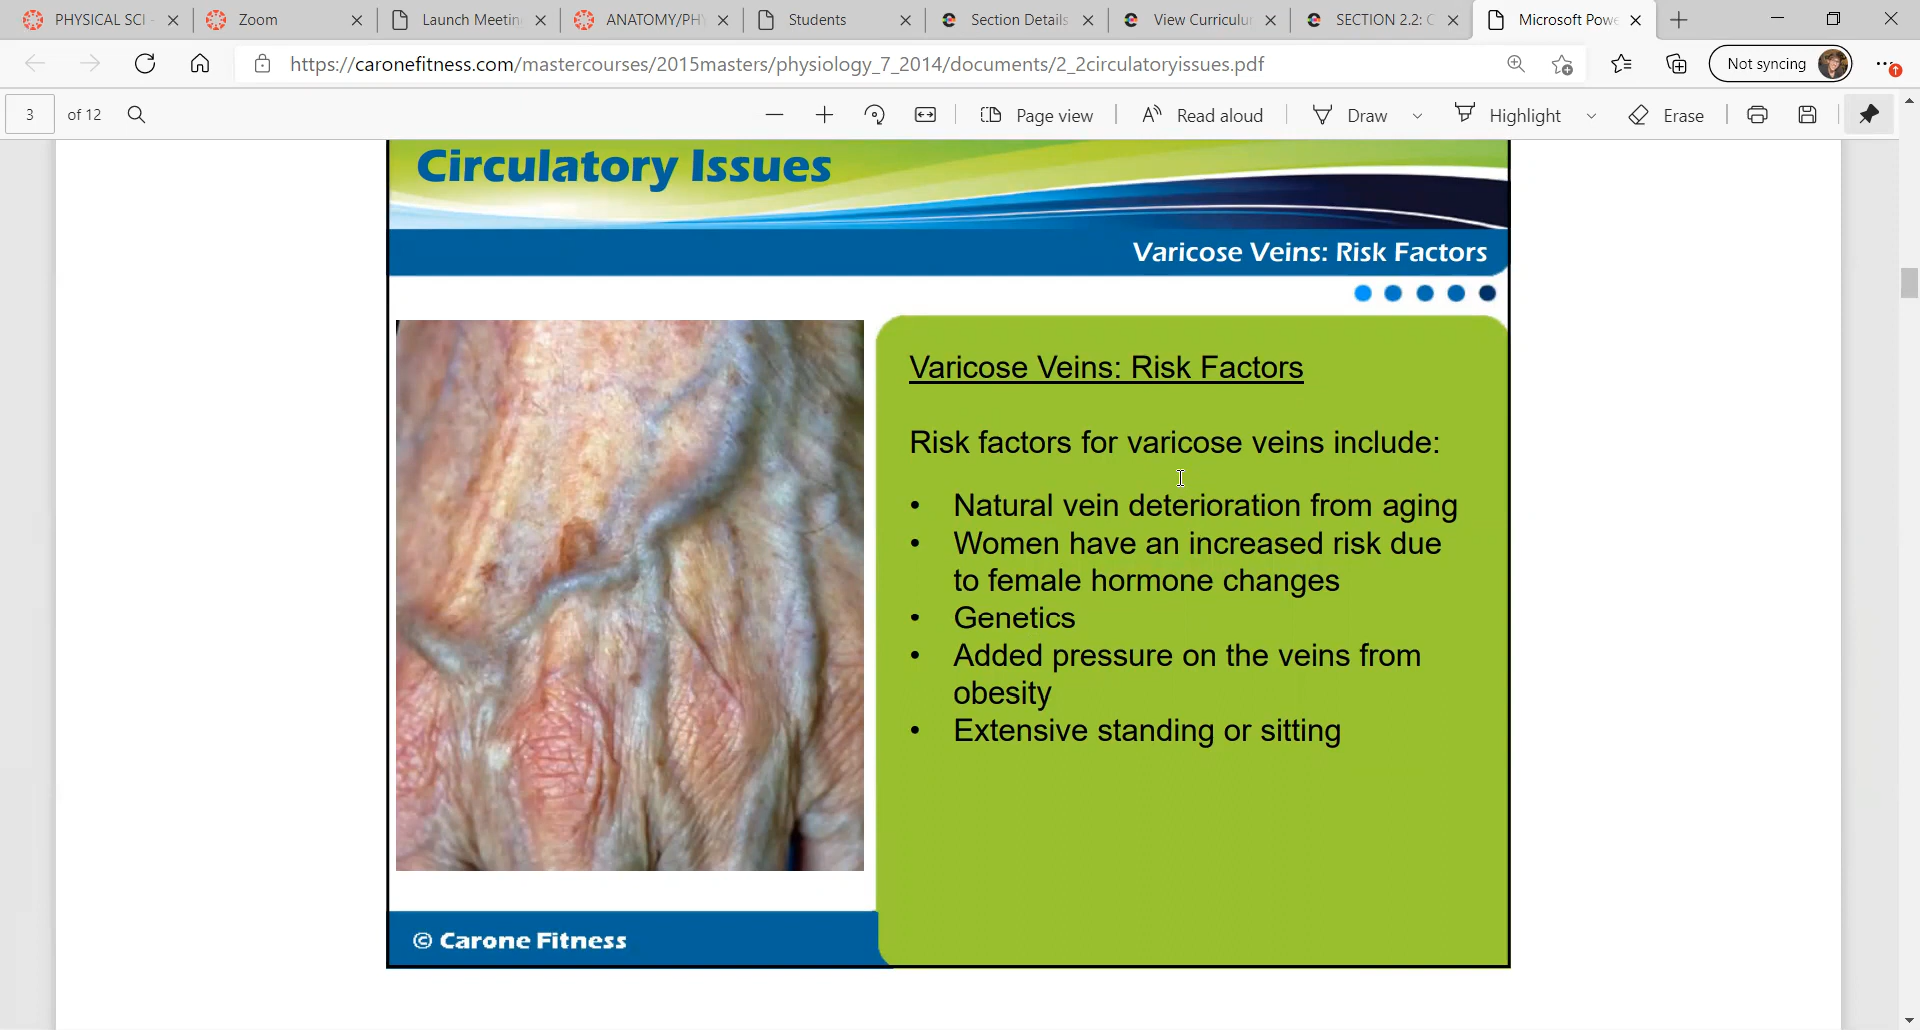 PHYSICAL SCI
Zoom
Launch Meetin
ANATOMY/PH
Students
Section Details
View Curriculu
SECTION 2.2: C
Microsoft Powe
https://caronefitness.com/mastercourses/2015masters/physiology_7_2014/documents/2_2circulatoryissues.pdf
Not syncing
3 of 12
Page view
Read aloud
Draw
Highlight
Erase
Circulatory Issues
Varicose Veins: Risk Factors
Varicose Veins: Risk Factors
Risk factors for varicose veins include:
• Natural vein deterioration from aging
• Women have an increased risk due
to female hormone changes
• Genetics
• Added pressure on the veins from
obesity
• Extensive standing or sitting
© Carone Fitness